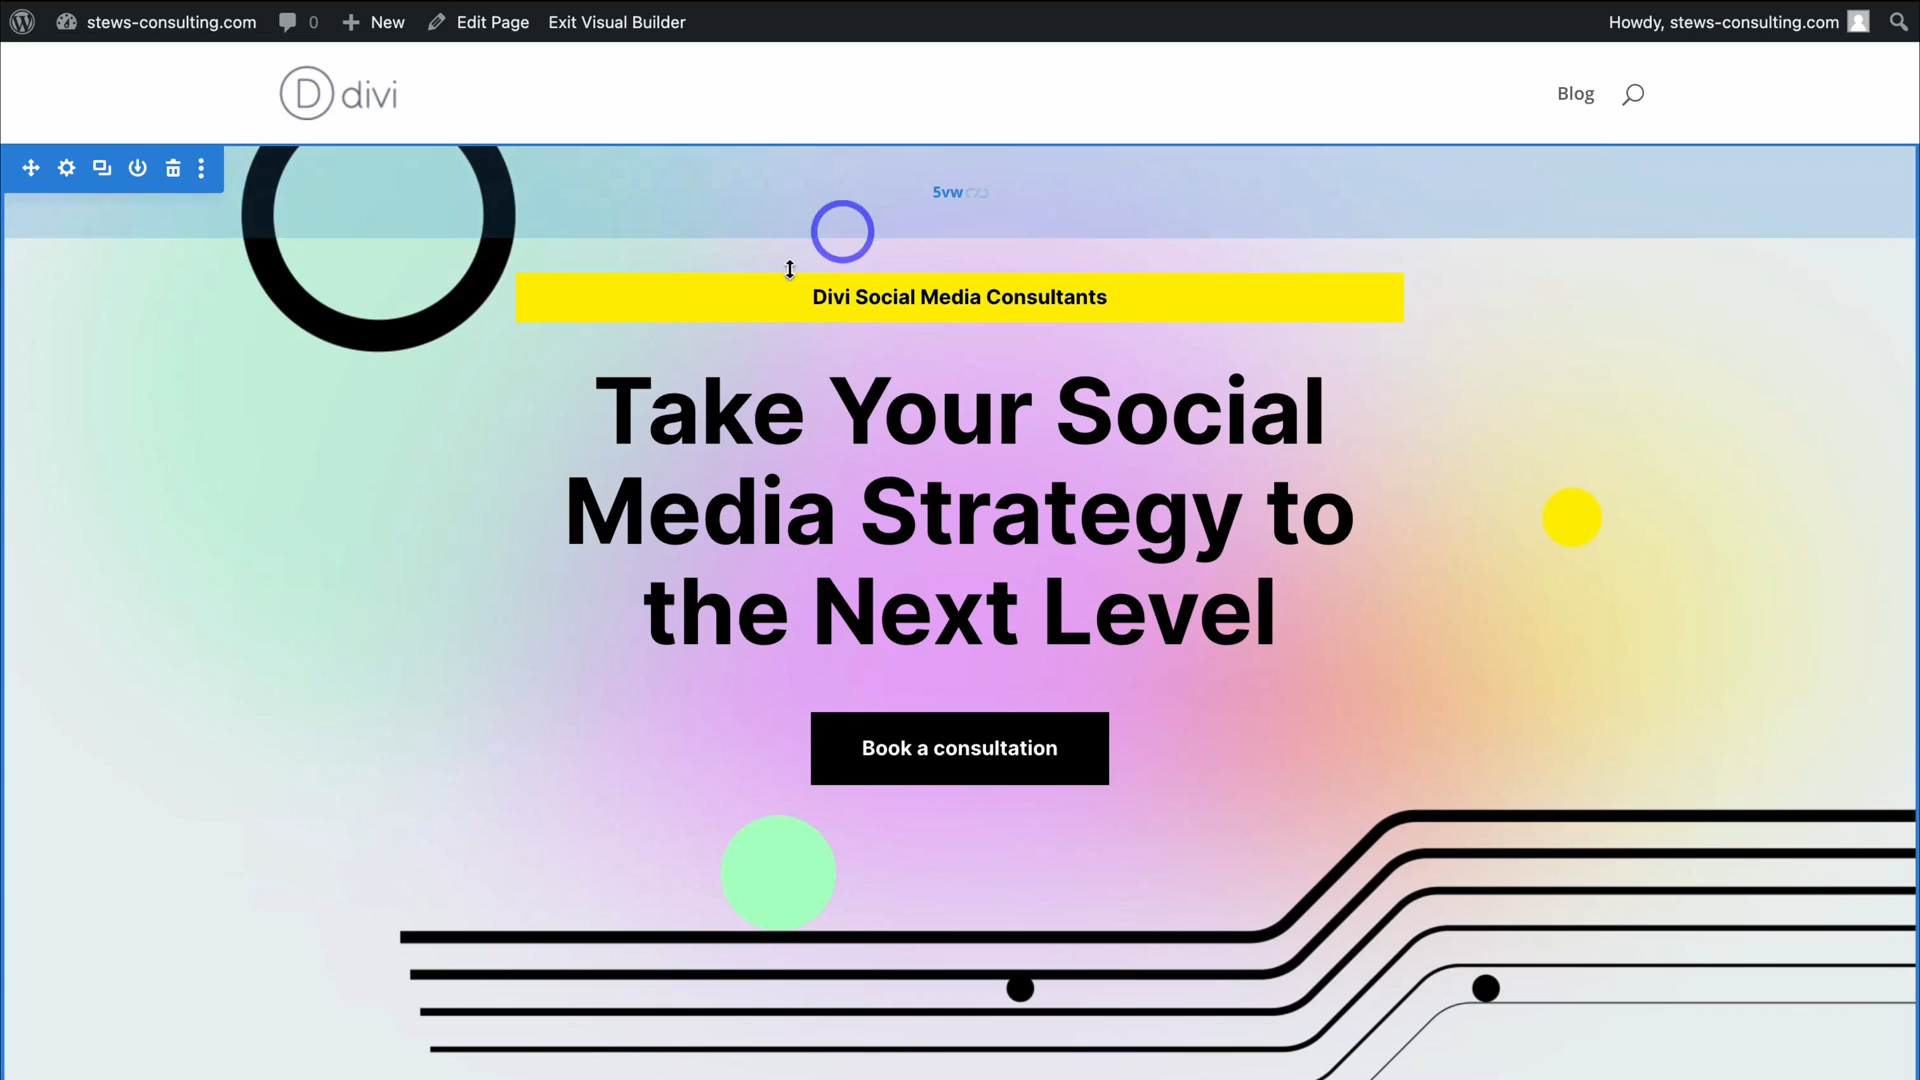 stews-consulting.com 0 New Edit Page Exit Visual Builder Howdy, stews-consulting.com
D divi Blog
5vw
Divi Social Media Consultants
Take Your Social
Media Strategy to
the Next Level
Book a consultation